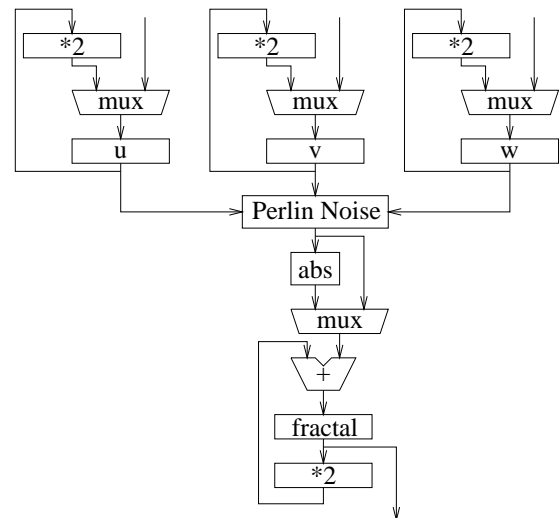 *2 *2 *2
mux mux mux
u v w
Perlin Noise
abs
mux
+
fractal
*2